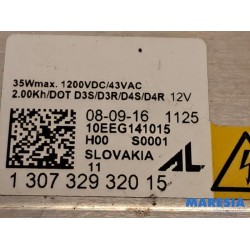 35Wmax. 1200VDC/43VAC
2.00Kh/DOT D3S/D3R/D4S/D4R 12V
08-09-16 1125
10EEG141015
H00 S0001
SLOVAKIA
11
AL
1 307 329 320 15
MARESIA